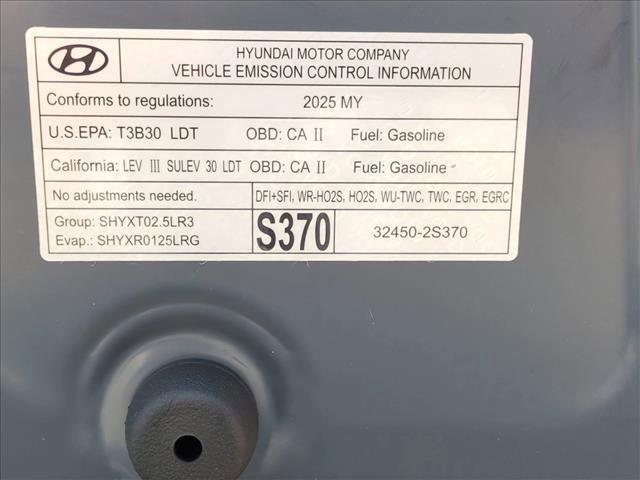 HYUNDAI MOTOR COMPANY
VEHICLE EMISSION CONTROL INFORMATION
Conforms to regulations: 2025 MY
U.S.EPA: T3B30 LDT OBD: CA II Fuel: Gasoline
California: LEV III SULEV 30 LDT OBD: CA II Fuel: Gasoline
No adjustments needed. DFI+SFI, WR-HO2S, HO2S, WU-TWC, TWC, EGR, EGRC
Group: SHYXT02.5LR3
Evap.: SHYXR0125LRG
S370 32450-2S370